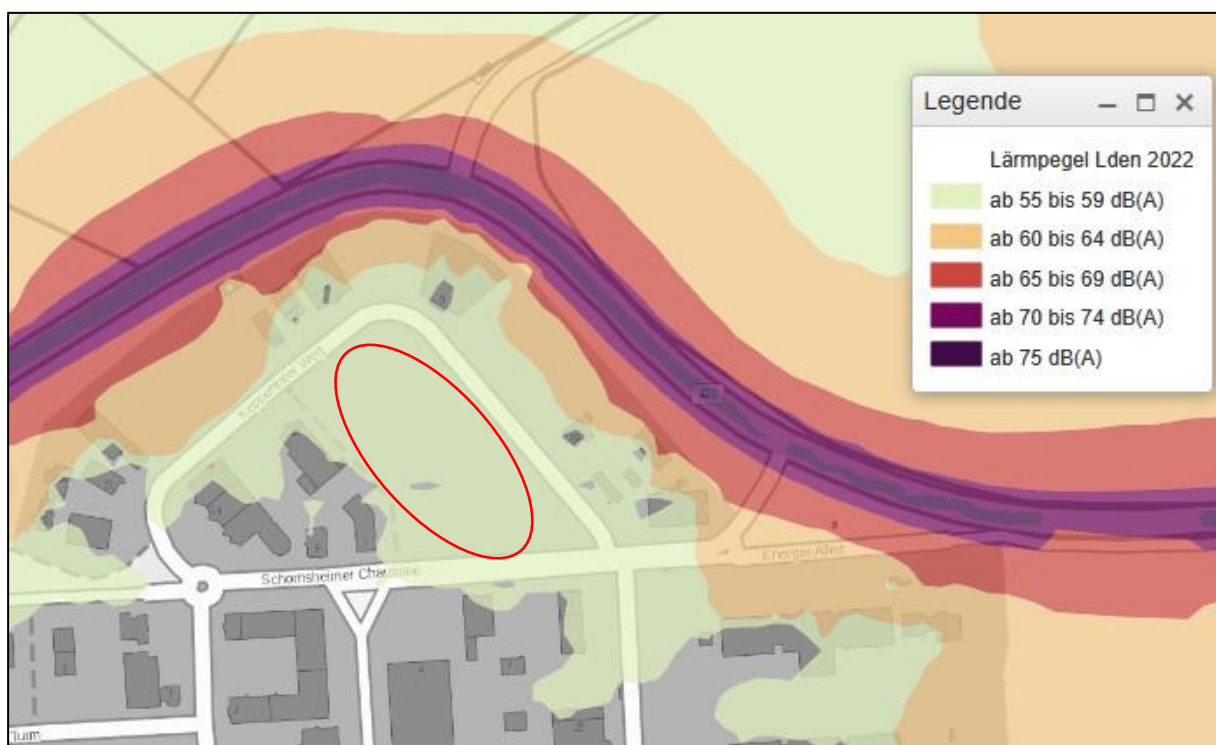 Legende
Lärmpegel Lden 2022
ab 55 bis 59 dB(A)
ab 60 bis 64 dB(A)
ab 65 bis 69 dB(A)
ab 70 bis 74 dB(A)
ab 75 dB(A)
Energie-Allee
Schornsheimer Chaussee